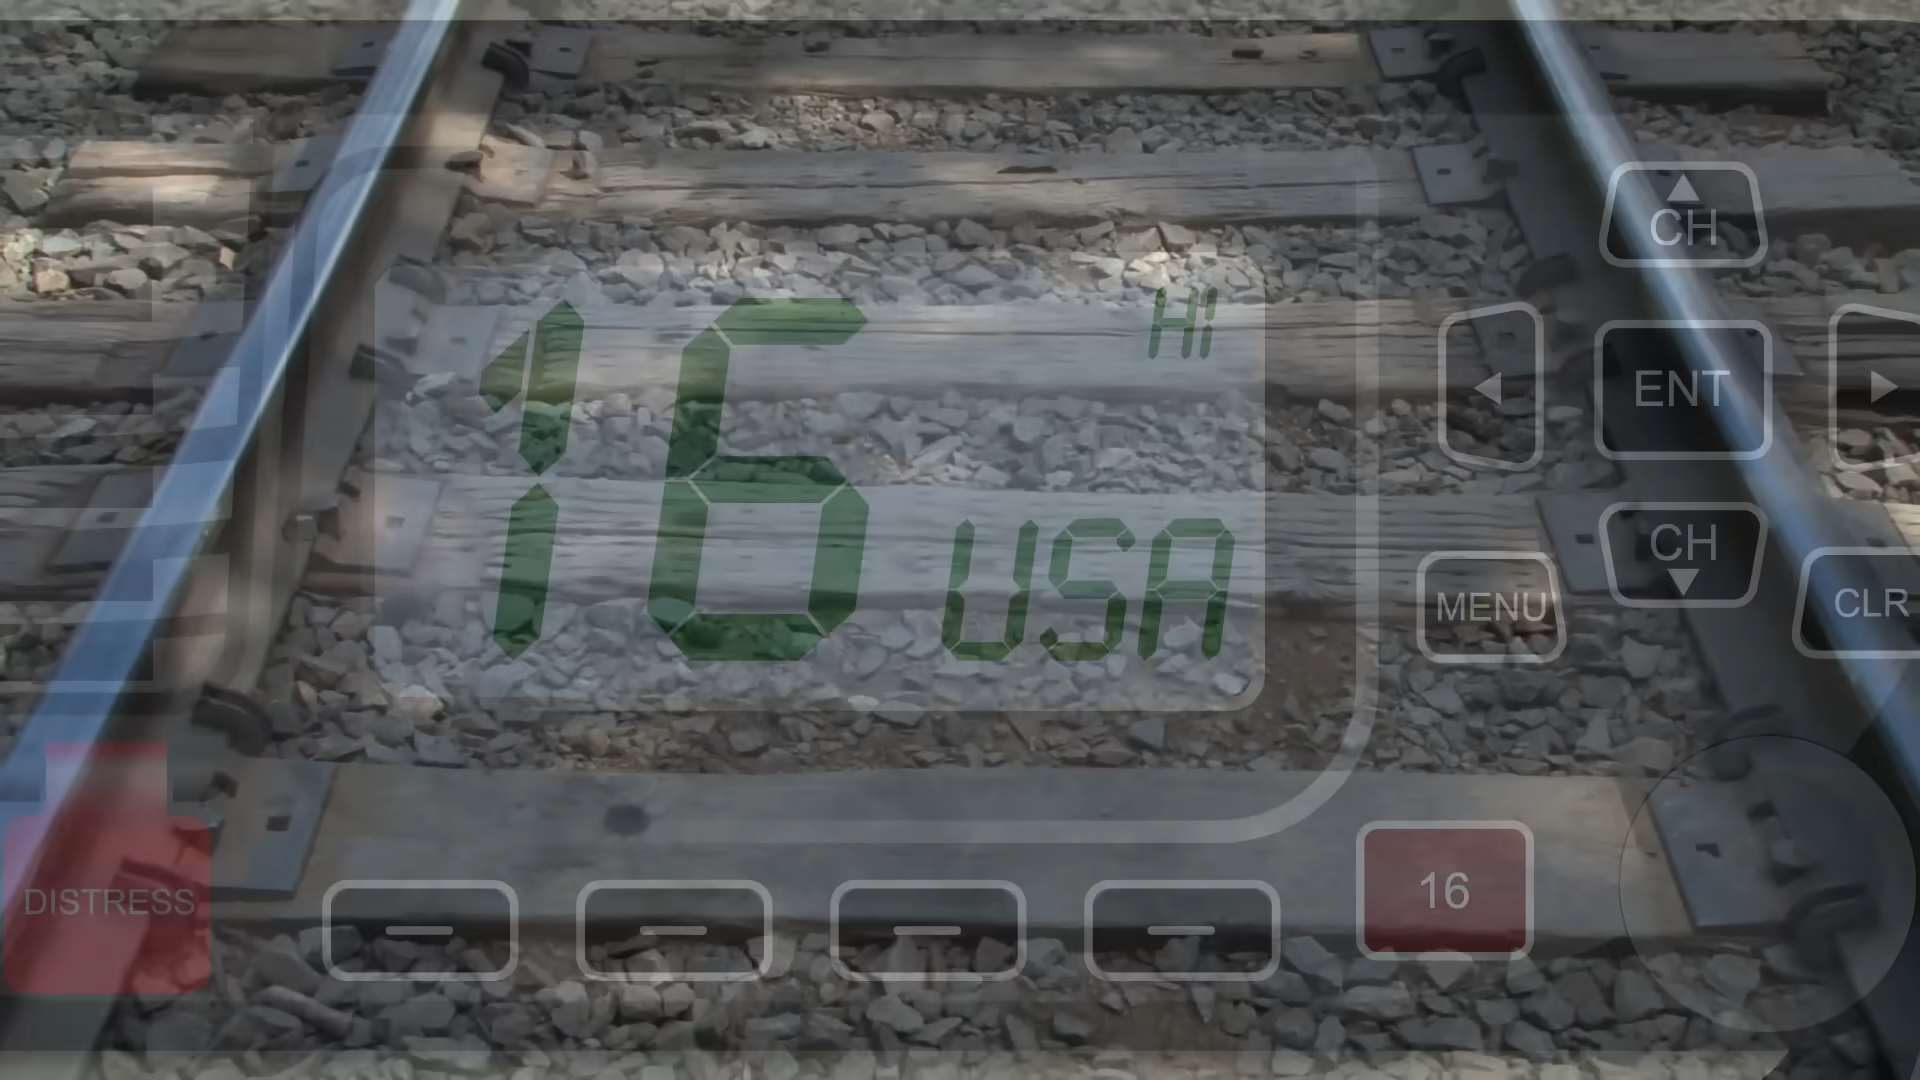 HI
16 USA
CH
ENT
CH
MENU
CLR
16
DISTRESS